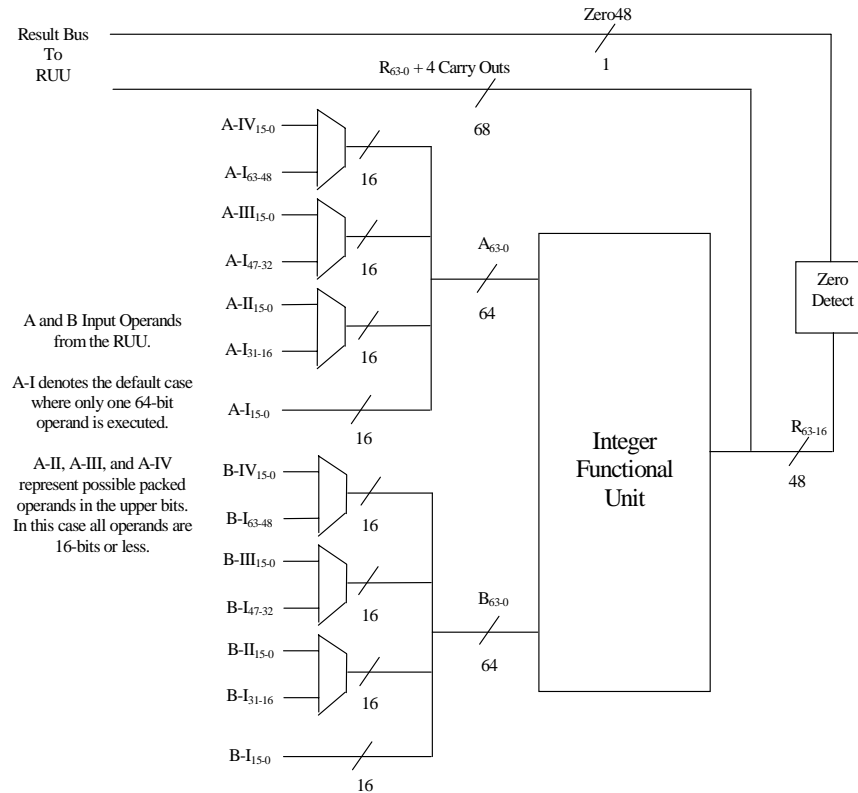 Zero48
1
Result Bus
To
RUU
R63-0 + 4 Carry Outs
68
A-IV15-0
A-I63-48
16
A-III15-0
A-I47-32
16
A-II15-0
A-I31-16
16
A-I15-0
16
A63-0
64
A and B Input Operands
from the RUU.
A-I denotes the default case
where only one 64-bit
operand is executed.
A-II, A-III, and A-IV
represent possible packed
operands in the upper bits.
In this case all operands are
16-bits or less.
B-IV15-0
B-I63-48
16
B-III15-0
B-I47-32
16
B-II15-0
B-I31-16
16
B-I15-0
16
B63-0
64
Integer
Functional
Unit
Zero
Detect
R63-16
48